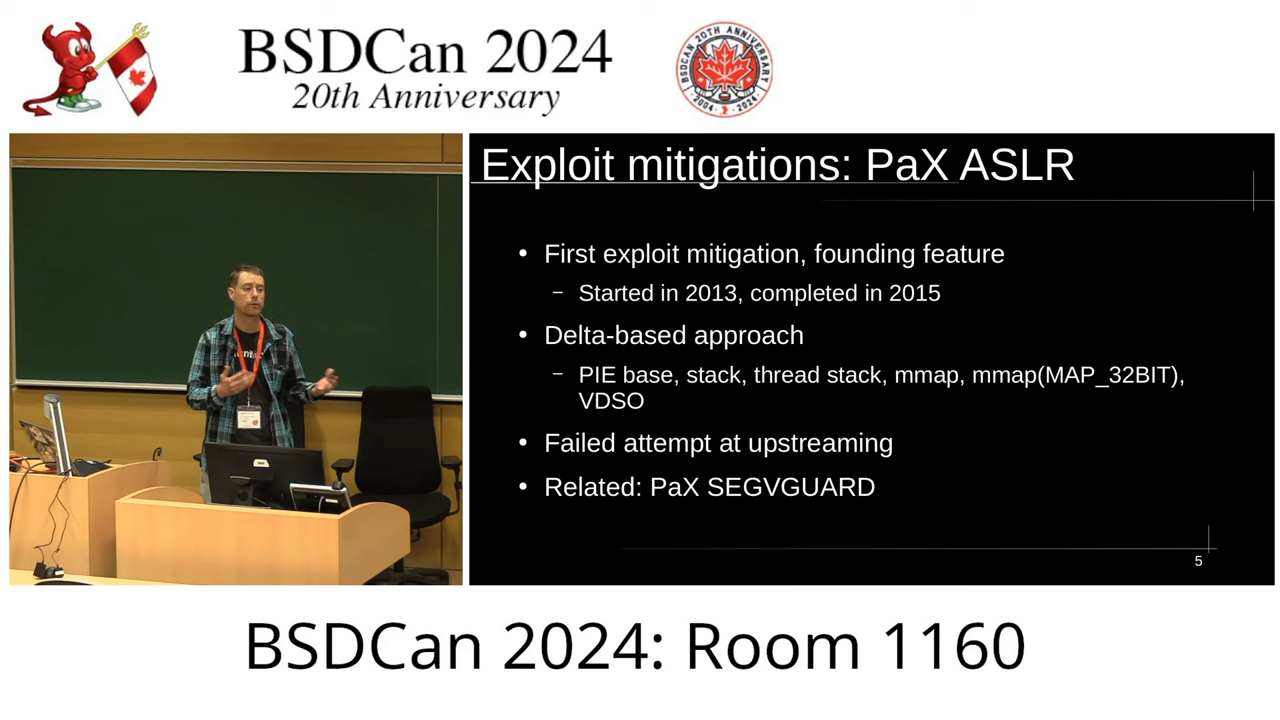 BSDCan 2024
20th Anniversary
BSDCAN 20TH ANNIVERSARY
2004 2024
Exploit mitigations: PaX ASLR
• First exploit mitigation, founding feature
– Started in 2013, completed in 2015
• Delta-based approach
– PIE base, stack, thread stack, mmap, mmap(MAP_32BIT),
VDSO
• Failed attempt at upstreaming
• Related: PaX SEGVGUARD
5
BSDCan 2024: Room 1160